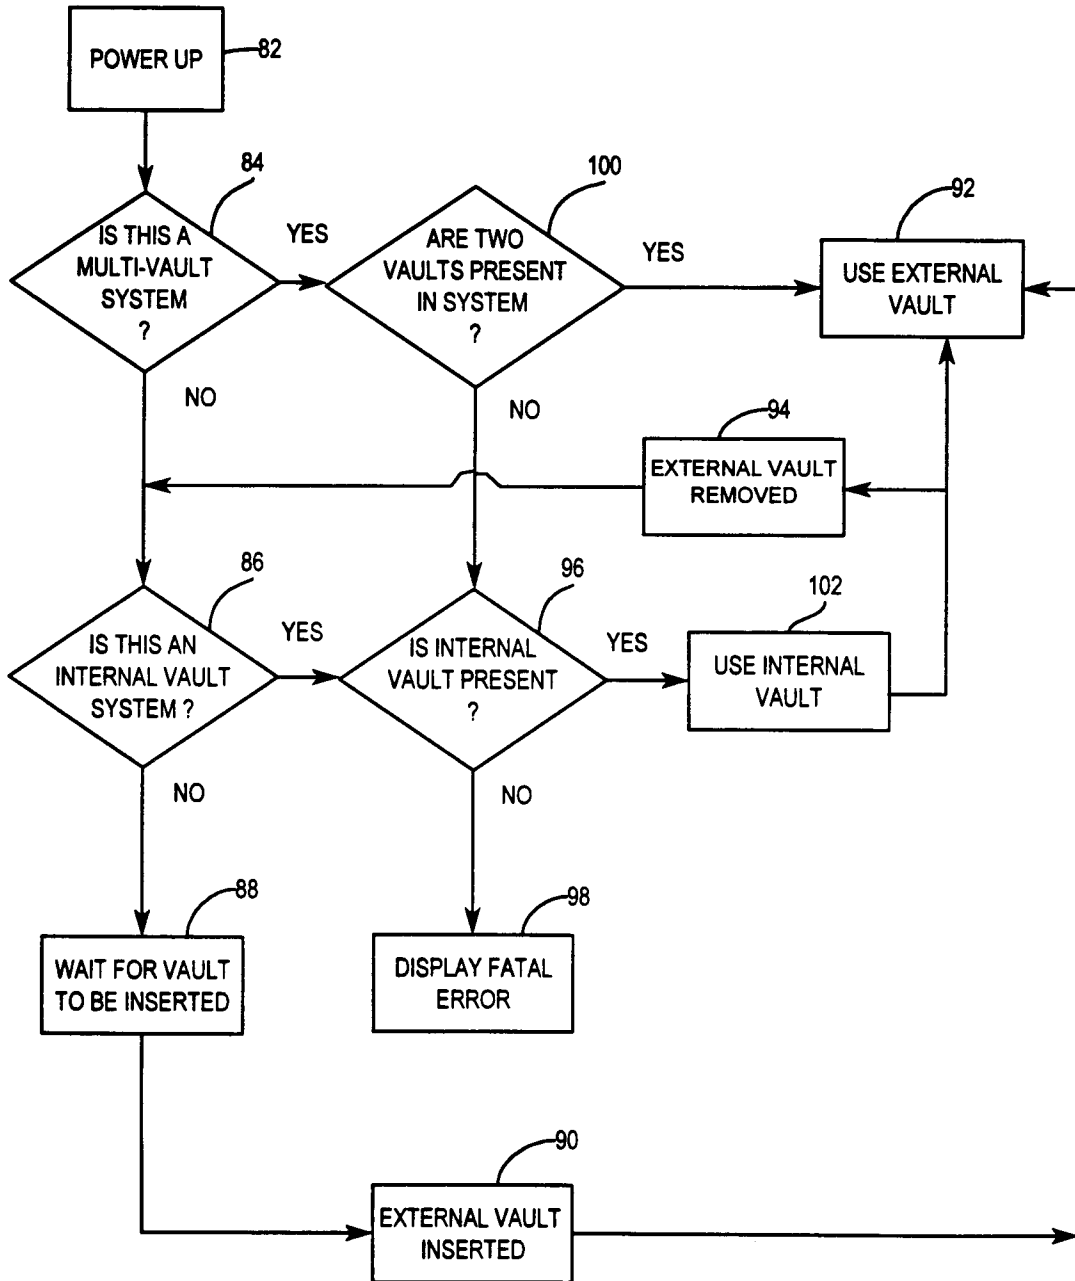 POWER UP
82
84
IS THIS A
MULTI-VAULT
SYSTEM
?
YES
NO
100
ARE TWO
VAULTS PRESENT
IN SYSTEM
?
YES
NO
92
USE EXTERNAL
VAULT
94
EXTERNAL VAULT
REMOVED
86
IS THIS AN
INTERNAL VAULT
SYSTEM ?
YES
NO
96
IS INTERNAL
VAULT PRESENT
?
YES
NO
102
USE INTERNAL
VAULT
88
WAIT FOR VAULT
TO BE INSERTED
98
DISPLAY FATAL
ERROR
90
EXTERNAL VAULT
INSERTED